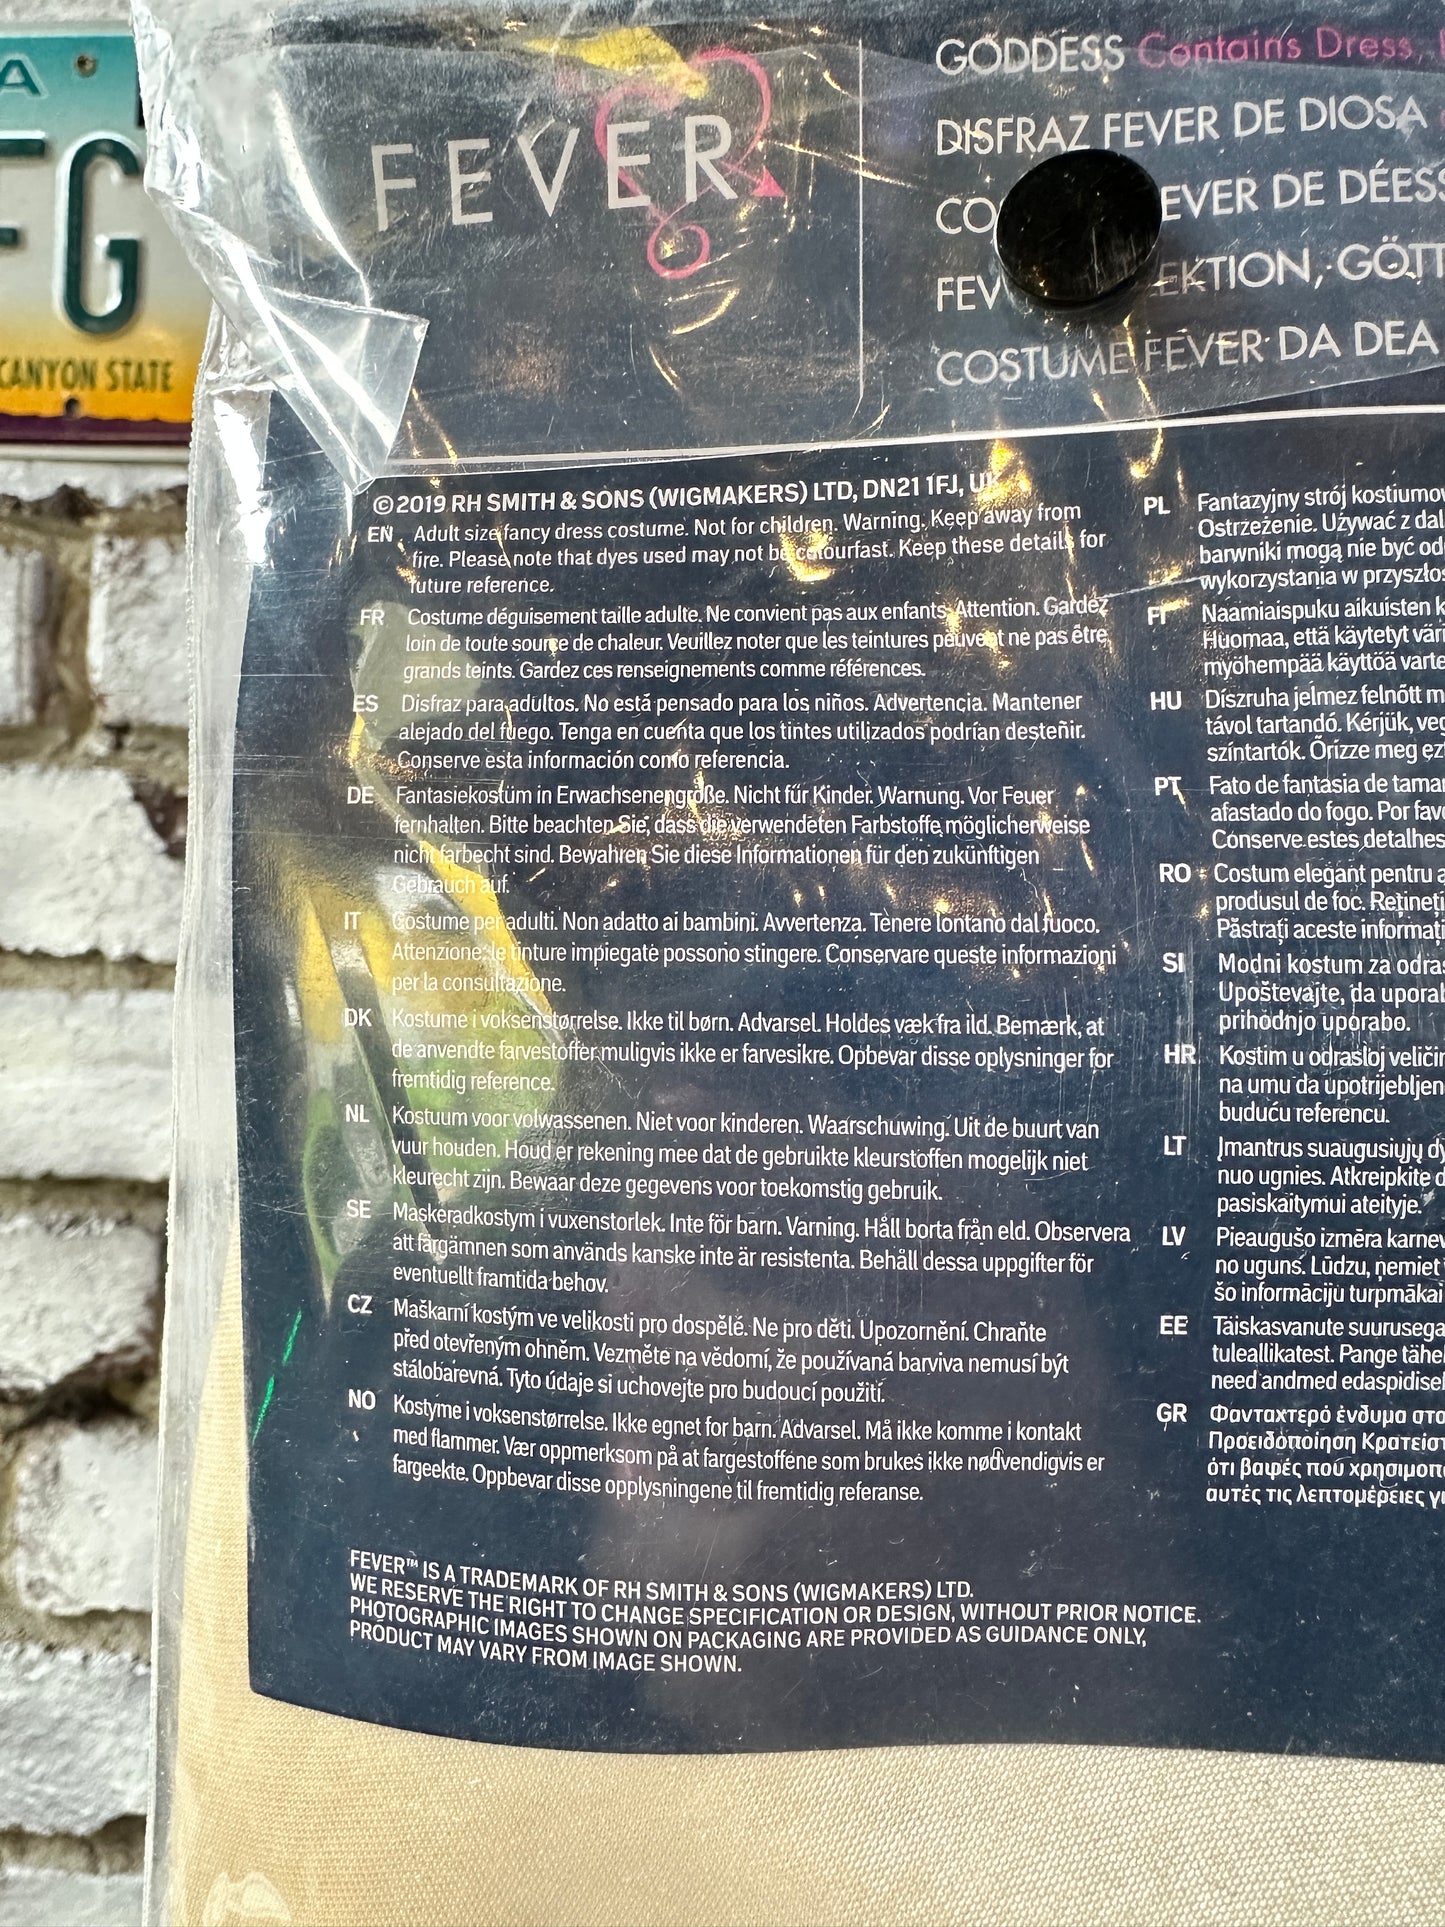 A
G
CANYON STATE
FEVER
GODDESS Contains Dress,
DISFRAZ FEVER DE DIOSA
EVER DE DÉESS
FEV EKTION, GÖTT
COSTUME FEVER DA DEA
©2019 RH SMITH & SONS (WIGMAKERS) LTD, DN21 1FJ, UK
EN Adult size fancy dress costume. Not for children. Warning. Keep away from
fire. Please note that dyes used may not be colourfast. Keep these details for
future reference.
FR Costume déguisement taille adulte. Ne convient pas aux enfants. Attention. Gardez
loin de toute source de chaleur. Veuillez noter que les teintures peuvent ne pas être
grands teints. Gardez ces renseignements comme références.
ES Disfraz para adultos. No está pensado para los niños. Advertencia. Mantener
alejado del fuego. Tenga en cuenta que los tintes utilizados podrían desteñir.
Conserve esta información como referencia.
DE Fantasiekostüm in Erwachsenengröße. Nicht für Kinder. Warnung. Vor Feuer
fernhalten. Bitte beachten Sie, dass die verwendeten Farbstoffe möglicherweise
nicht farbecht sind. Bewahren Sie diese Informationen für den zukünftigen
Gebrauch auf.
IT Costume per adulti. Non adatto ai bambini. Avvertenza. Tenere lontano dal fuoco.
Attenzione: le tinture impiegate possono stingere. Conservare queste informazioni
per la consultazione.
DK Kostume i voksenstørrelse. Ikke til børn. Advarsel. Holdes væk fra ild. Bemærk, at
de anvendte farvestoffer muligvis ikke er farvesikre. Opbevar disse oplysninger for
fremtidig reference.
NL Kostuum voor volwassenen. Niet voor kinderen. Waarschuwing. Uit de buurt van
vuur houden. Houd er rekening mee dat de gebruikte kleurstoffen mogelijk niet
kleurecht zijn. Bewaar deze gegevens voor toekomstig gebruik.
SE Maskeradkostym i vuxenstorlek. Inte för barn. Varning. Håll borta från eld. Observera
att färgämnen som används kanske inte är resistenta. Behåll dessa uppgifter för
eventuellt framtida behov.
CZ Maškarní kostým ve velikosti pro dospělé. Ne pro děti. Upozornění. Chraňte
před otevřeným ohněm. Vezměte na vědomí, že používaná barviva nemusí být
stálobarevná. Tyto údaje si uchovejte pro budoucí použití.
NO Kostyme i voksenstørrelse. Ikke egnet for barn. Advarsel. Må ikke komme i kontakt
med flammer. Vær oppmerksom på at fargestoffene som brukes ikke nødvendigvis er
fargeekte. Oppbevar disse opplysningene til fremtidig referanse.
FEVER™ IS A TRADEMARK OF RH SMITH & SONS (WIGMAKERS) LTD.
WE RESERVE THE RIGHT TO CHANGE SPECIFICATION OR DESIGN, WITHOUT PRIOR NOTICE.
PHOTOGRAPHIC IMAGES SHOWN ON PACKAGING ARE PROVIDED AS GUIDANCE ONLY,
PRODUCT MAY VARY FROM IMAGE SHOWN.
PL Fantazyjny strój kostiumow
Ostrzeżenie. Używać z dal
barwniki mogą nie być od
wykorzystania w przyszłoś
FI Naamiaispuku aikuisten k
Huomaa, että käytetyt väri
myöhempää käyttöä varte
HU Díszruha jelmez felnőtt m
távol tartandó. Kérjük, veg
színtartók. Őrizze meg ez
PT Fato de fantasia de taman
afastado do fogo. Por favo
Conserve estes detalhes
RO Costum elegant pentru a
produsul de foc. Rețineți
Păstrați aceste informați
SI Modni kostum za odras
Upoštevajte, da uporab
prihodnjo uporabo.
HR Kostim u odrasloj veličin
na umu da upotrijebljen
buduću referencu.
LT Įmantrus suaugusiųjų dy
nuo ugnies. Atkreipkite d
pasiskaitymui ateityje.
LV Pieaugušo izmēra karnev
no uguns. Lūdzu, ņemiet
šo informāciju turpmākai
EE Täiskasvanute suurusega
tuleallikatest. Pange tähel
need andmed edaspidisel
GR Φανταχτερό ένδυμα στο
Προειδοποίηση Κρατείστ
ότι βαφές που χρησιμοπ
αυτές τις λεπτομέρειες γι